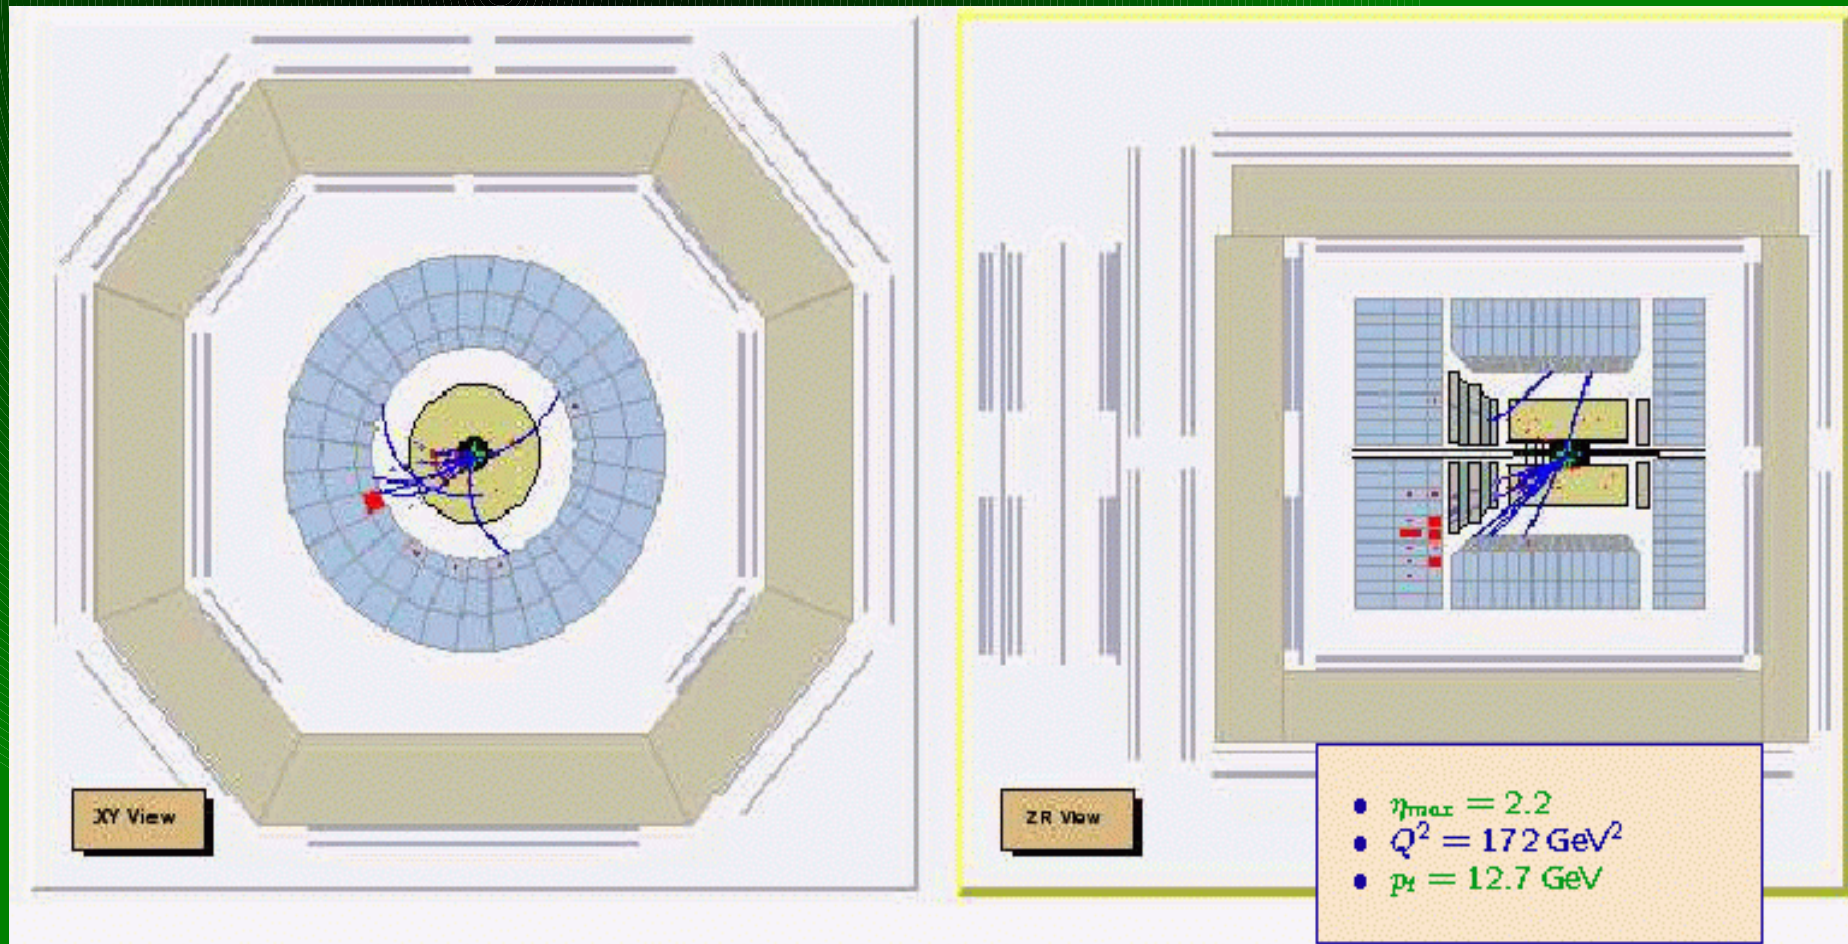 XY View
ZR View
• η_max = 2.2
• Q² = 172 GeV²
• p_t = 12.7 GeV